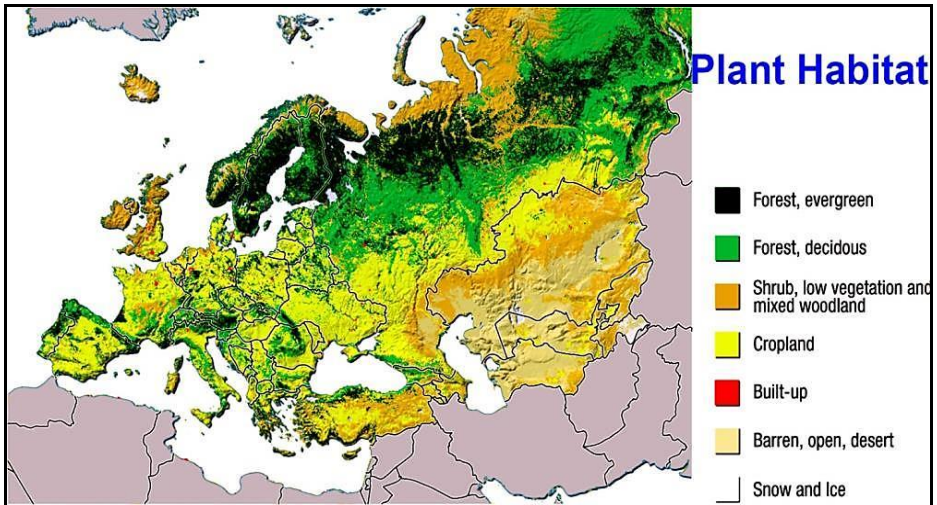 Plant Habitat
Forest, evergreen
Forest, decidous
Shrub, low vegetation and
mixed woodland
Cropland
Built-up
Barren, open, desert
Snow and Ice